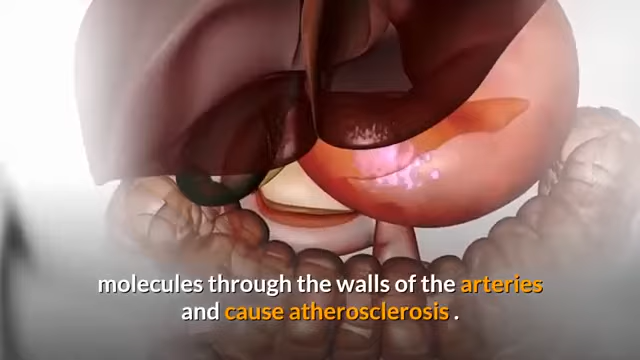 molecules through the walls of the arteries
and cause atherosclerosis .